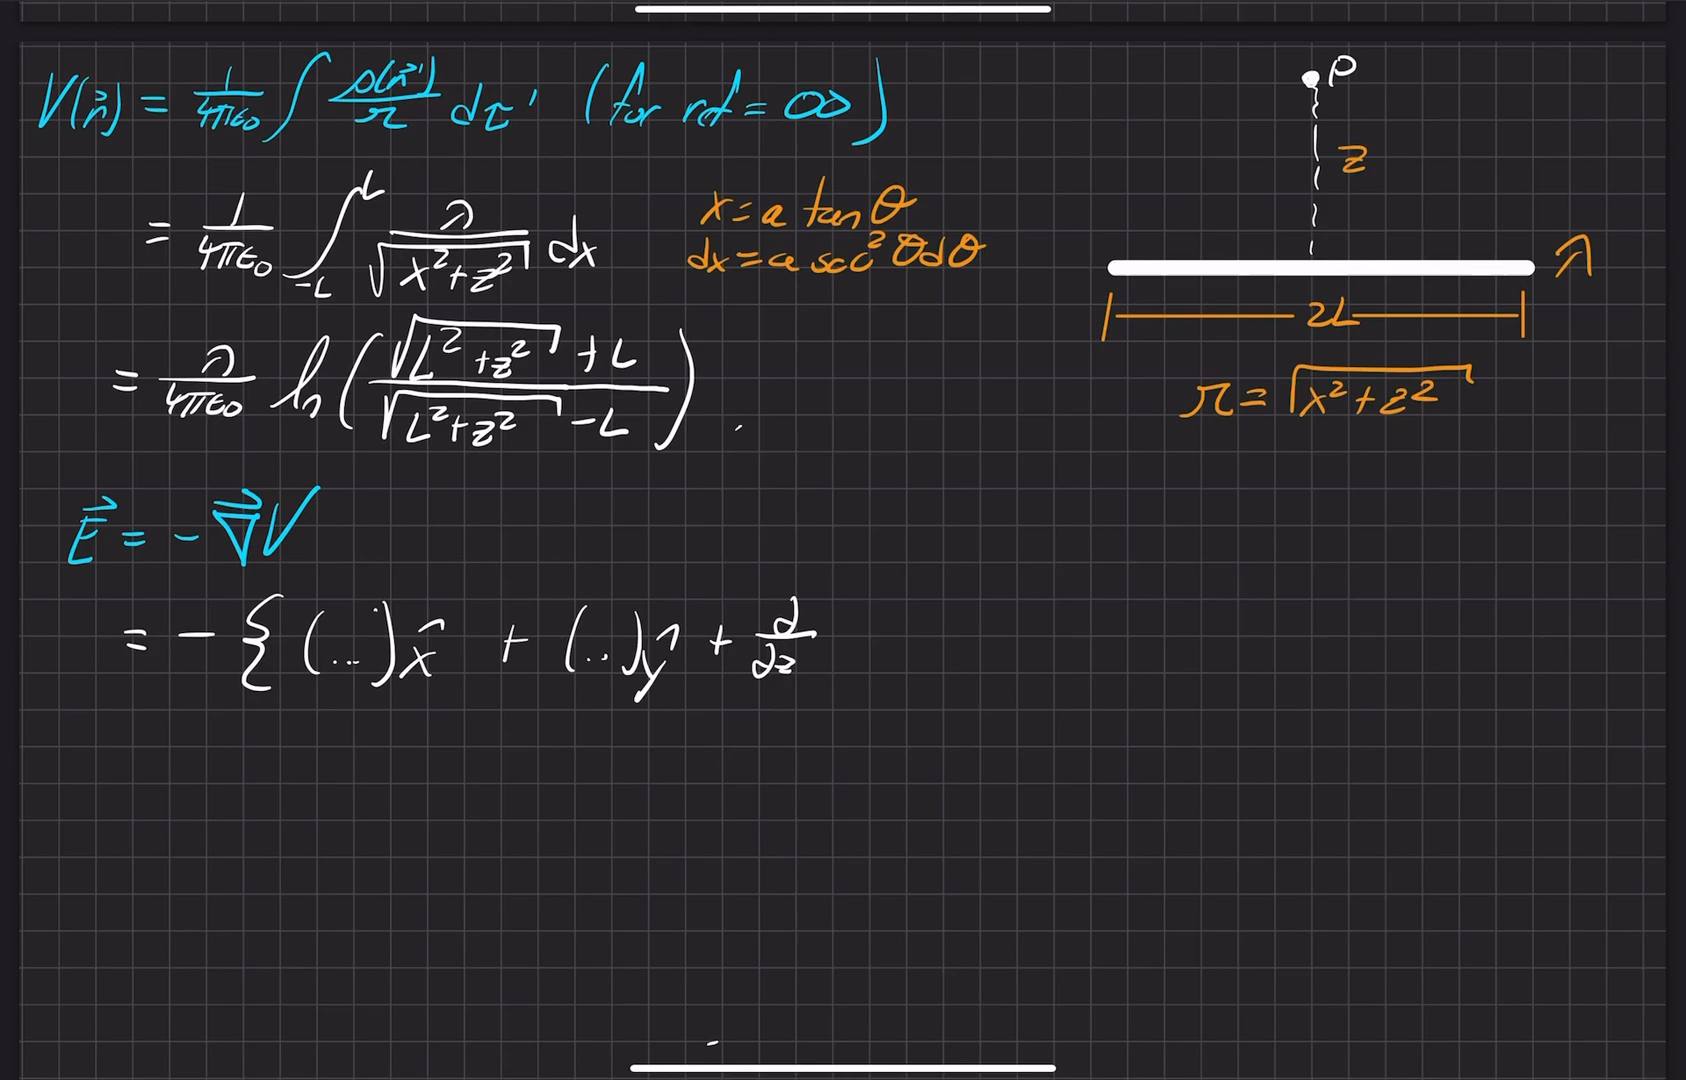 V(r⃗) = 1/4πε₀ ∫ ρ(r⃗')/r dτ' (for ref = ∞)
= 1/4πε₀ ∫_{-L}^{L} λ/√(x²+z²) dx
x = a tan θ
dx = a sec² θ dθ
= λ/4πε₀ ln( (√(L²+z²) + L) / (√(L²+z²) - L) ).
E⃗ = -∇⃗V
= - { (...) x̂ + (..) ŷ + ∂/∂z
P
z
λ
2L
r = √(x²+z²)